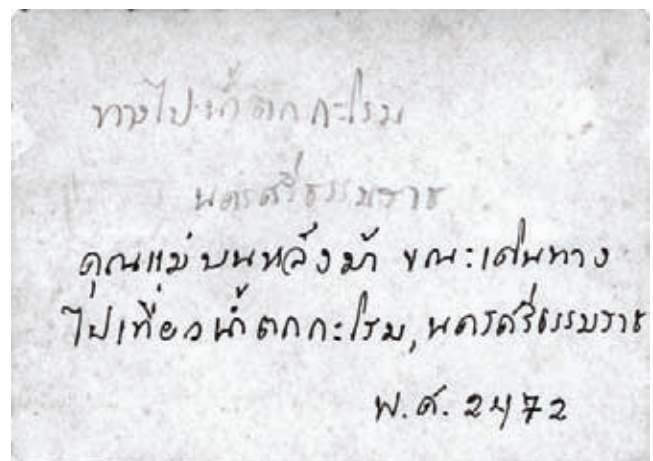 ทางไปน้ำตกกะโรม
นครศรีธรรมราช
คุณแม่บนหลังม้า ขณะเดินทาง
ไปเที่ยวน้ำตกกะโรม, นครศรีธรรมราช
พ.ศ. 2472